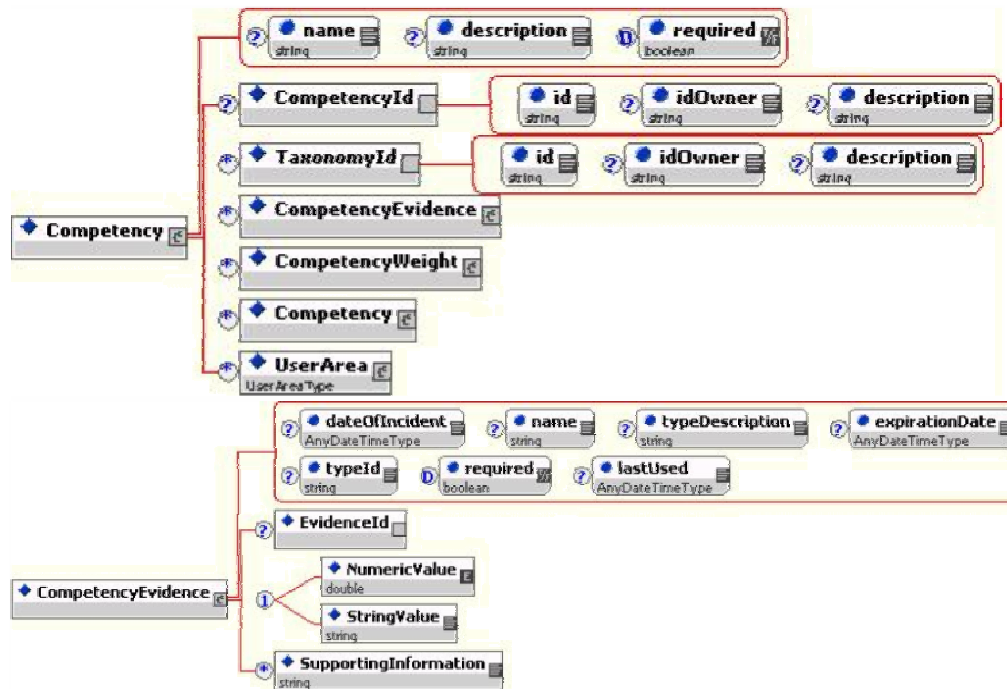 ? name ? description D required
string string boolean
? CompetencyId id ? idOwner ? description
string string string
* TaxonomyId id ? idOwner ? description
string string string
* CompetencyEvidence
Competency
* CompetencyWeight
* Competency
* UserArea
UserAreaType
? dateOfIncident ? name ? typeDescription ? expirationDate
AnyDateTimeType string string AnyDateTimeType
? typeId D required ? lastUsed
string boolean AnyDateTimeType
? EvidenceId
NumericValue
double
CompetencyEvidence 1
StringValue
string
* SupportingInformation
string